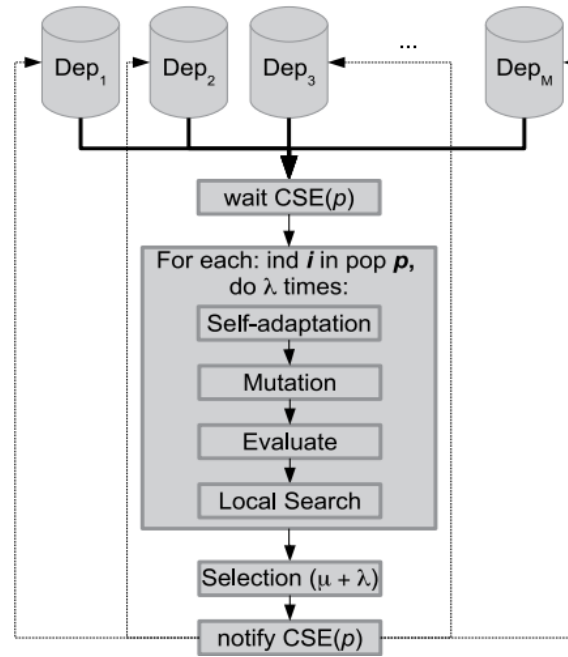 Dep₁
Dep₂
Dep₃
...
Dep_M
wait CSE(p)
For each: ind i in pop p,
do λ times:
Self-adaptation
Mutation
Evaluate
Local Search
Selection (μ + λ)
notify CSE(p)